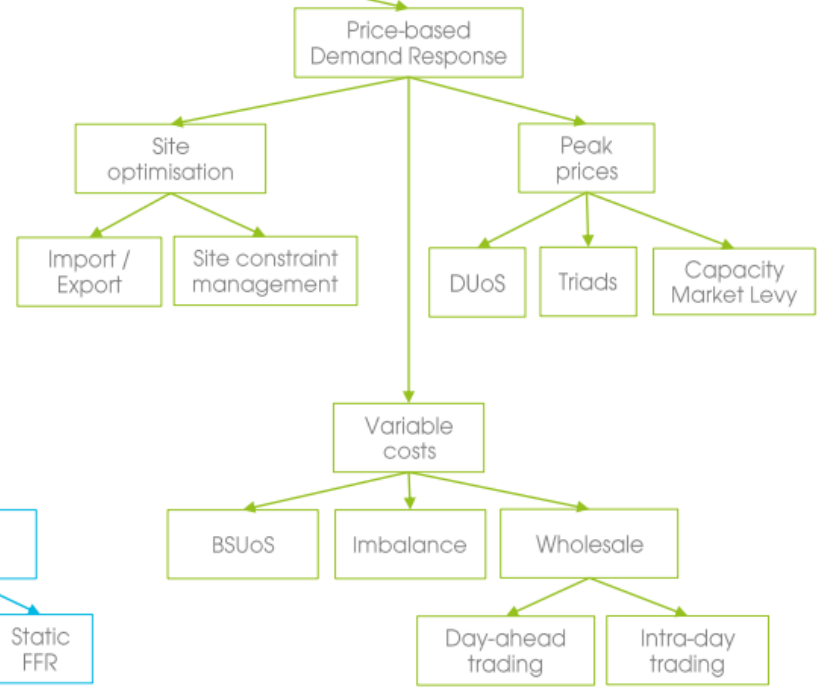 Price-based
Demand Response
Site
optimisation
Peak
prices
Import /
Export
Site constraint
management
DUoS
Triads
Capacity
Market Levy
Variable
costs
BSUoS
Imbalance
Wholesale
Static
FFR
Day-ahead
trading
Intra-day
trading